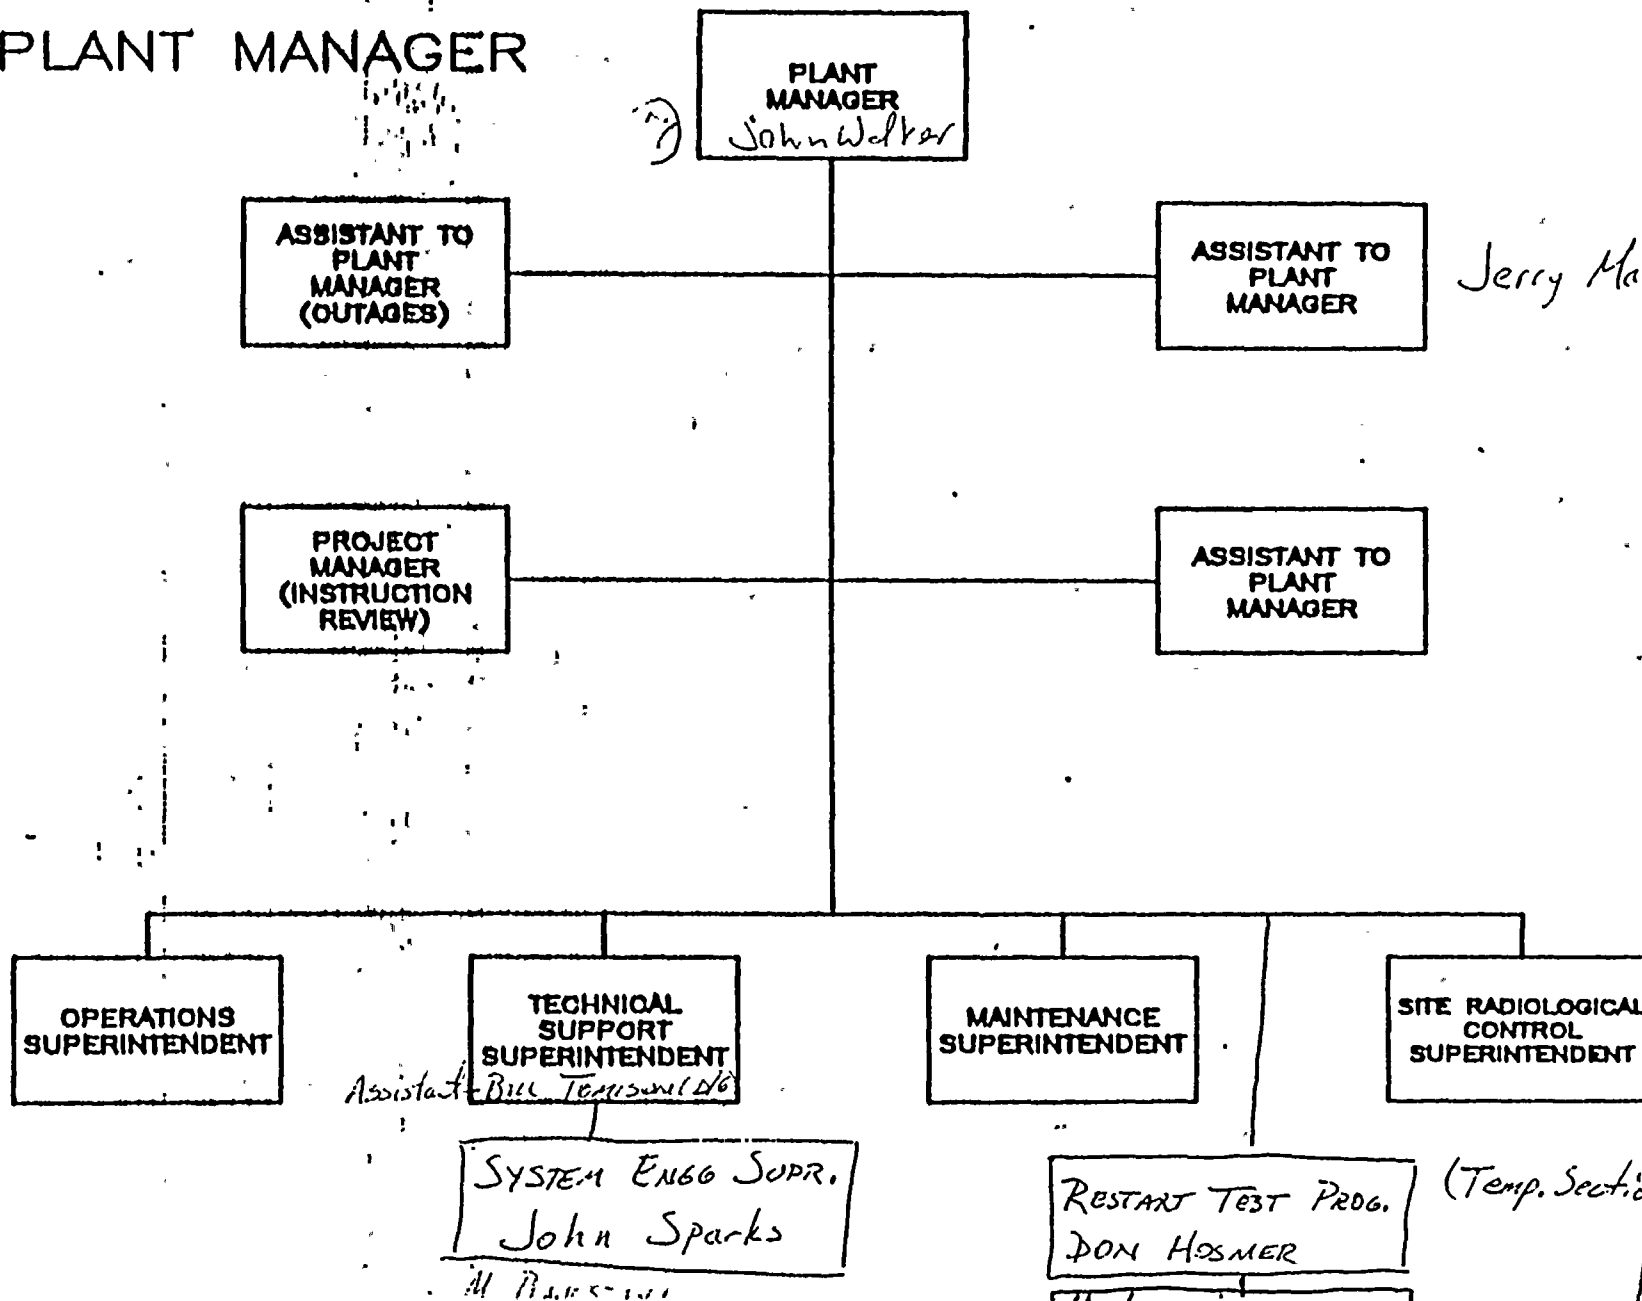 PLANT MANAGER
PLANT
MANAGER
John Walter
ASSISTANT TO
PLANT
MANAGER
(OUTAGES)
ASSISTANT TO
PLANT
MANAGER
Jerry
PROJECT
MANAGER
(INSTRUCTION
REVIEW)
ASSISTANT TO
PLANT
MANAGER
OPERATIONS
SUPERINTENDENT
TECHNICAL
SUPPORT
SUPERINTENDENT
Assistant - BILL
MAINTENANCE
SUPERINTENDENT
SITE RADIOLOGICAL
CONTROL
SUPERINTENDENT
SYSTEM ENGG SUPR.
John Sparks
RESTART TEST PROG.
DON HOSMER
(Temp.